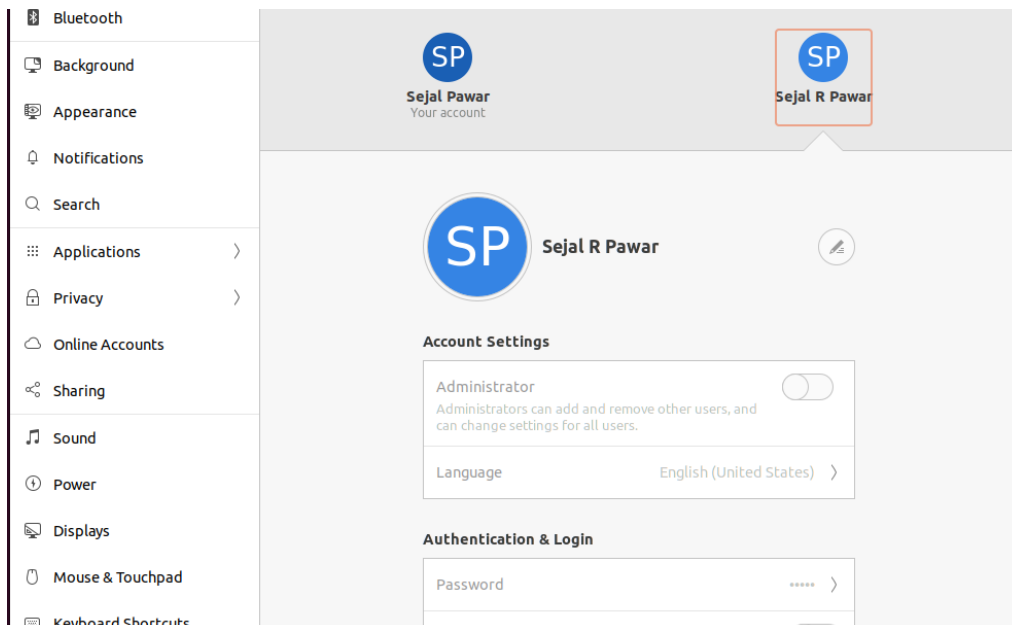 Bluetooth
Background
Appearance
Notifications
Search
Applications
Privacy
Online Accounts
Sharing
Sound
Power
Displays
Mouse & Touchpad
Keyboard Shortcuts
SP
Sejal Pawar
Your account
SP
Sejal R Pawar
SP
Sejal R Pawar
Account Settings
Administrator
Administrators can add and remove other users, and
can change settings for all users.
Language English (United States)
Authentication & Login
Password •••••